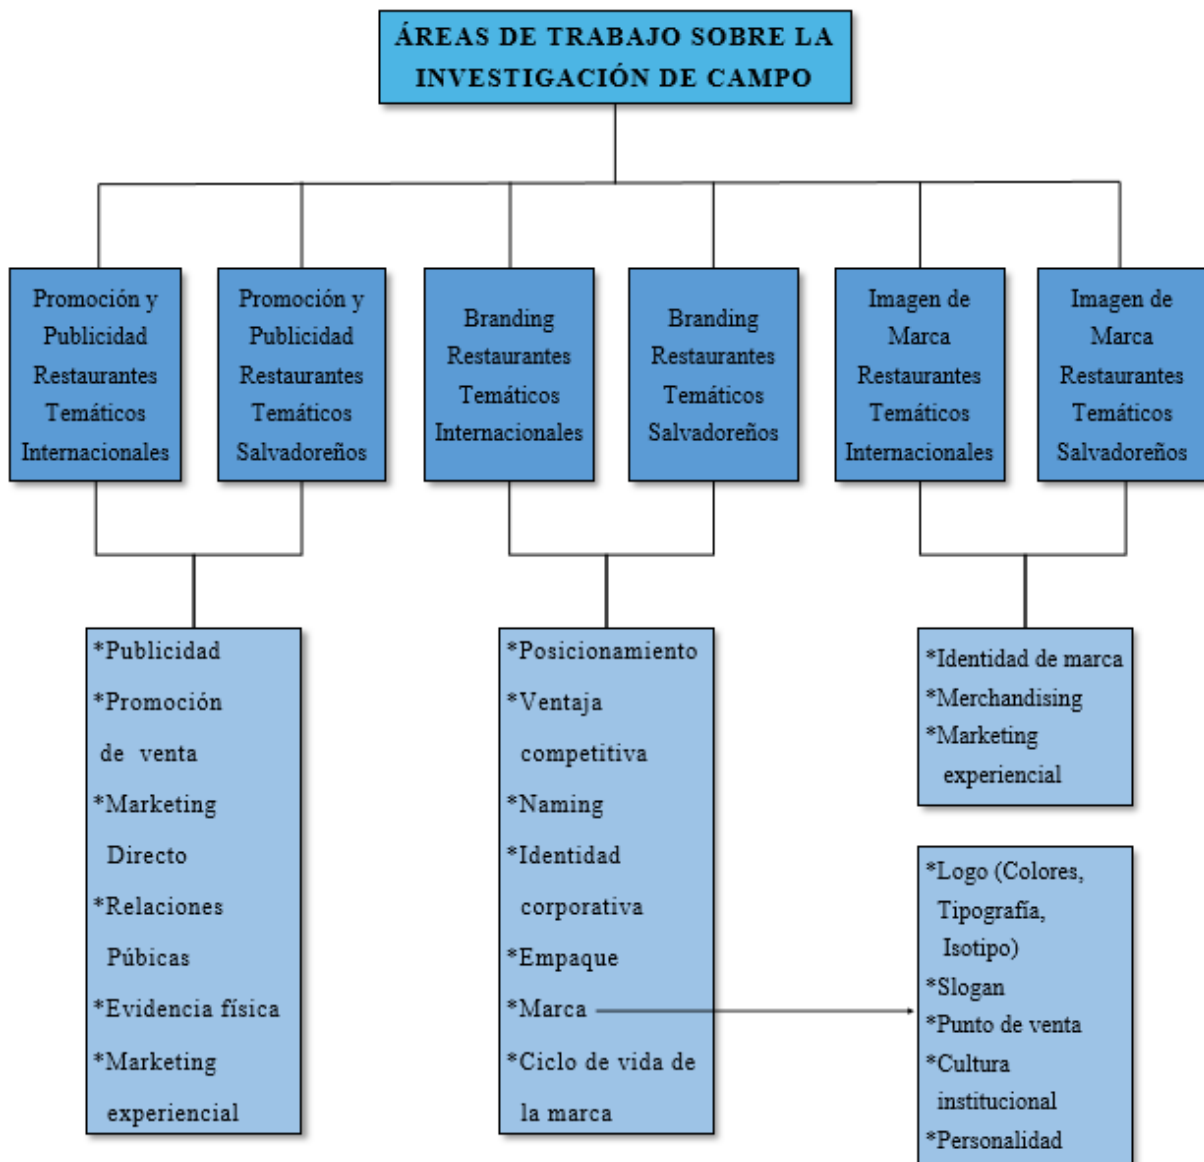 ÁREAS DE TRABAJO SOBRE LA
INVESTIGACIÓN DE CAMPO
Promoción y
Publicidad
Restaurantes
Temáticos
Internacionales
Promoción y
Publicidad
Restaurantes
Temáticos
Salvadoreños
Branding
Restaurantes
Temáticos
Internacionales
Branding
Restaurantes
Temáticos
Salvadoreños
Imagen de
Marca
Restaurantes
Temáticos
Internacionales
Imagen de
Marca
Restaurantes
Temáticos
Salvadoreños
*Publicidad
*Promoción
de venta
*Marketing
Directo
*Relaciones
Púbicas
*Evidencia física
*Marketing
experiencial
*Posicionamiento
*Ventaja
competitiva
*Naming
*Identidad
corporativa
*Empaque
*Marca
*Ciclo de vida de
la marca
*Identidad de marca
*Merchandising
*Marketing
experiencial
*Logo (Colores,
Tipografía,
Isotipo)
*Slogan
*Punto de venta
*Cultura
institucional
*Personalidad